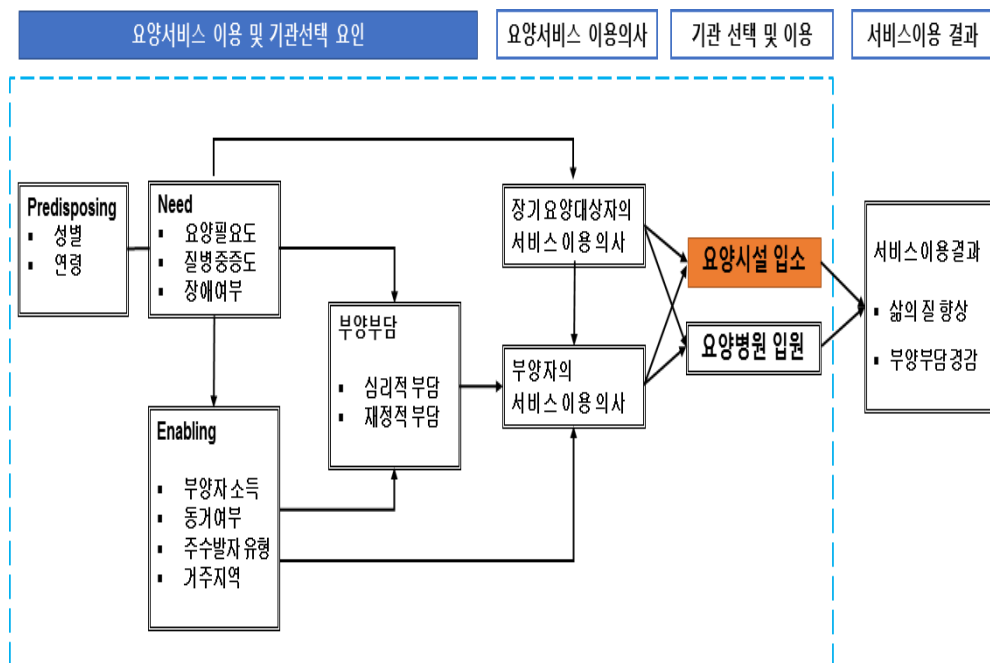 요양서비스 이용 및 기관선택 요인
요양서비스 이용의사
기관 선택 및 이용
서비스이용 결과
Predisposing
▪ 성별
▪ 연령
Need
▪ 요양필요도
▪ 질병중증도
▪ 장애여부
Enabling
▪ 부양자 소득
▪ 동거여부
▪ 주수발자 유형
▪ 거주지역
부양부담
▪ 심리적 부담
▪ 재정적 부담
장기요양대상자의
서비스 이용 의사
부양자의
서비스 이용 의사
요양시설 입소
요양병원 입원
서비스이용결과
▪ 삶의 질 향상
▪ 부양부담 경감